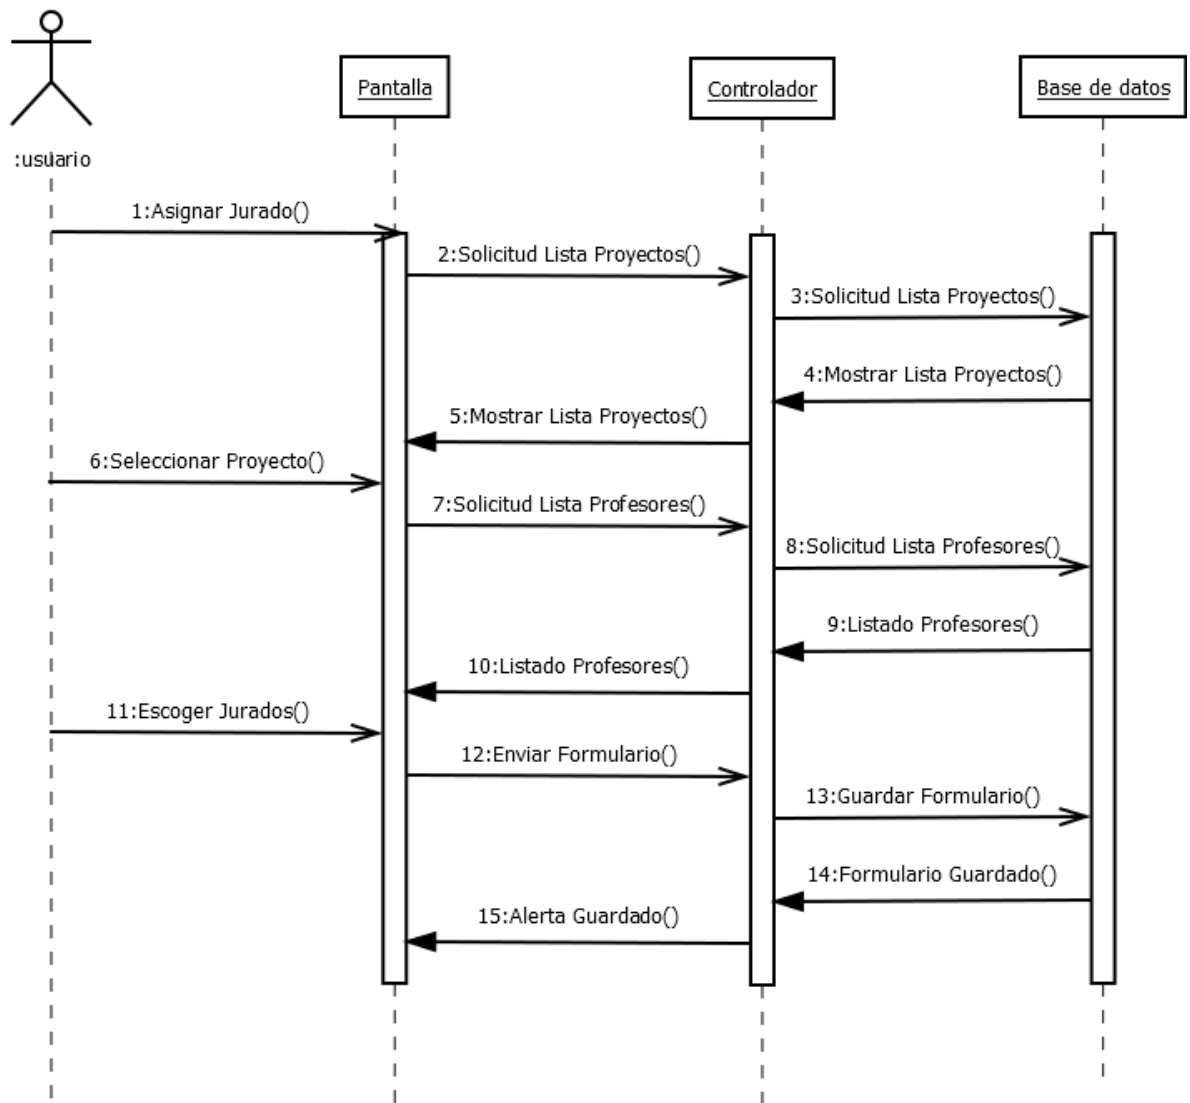 Pantalla
Controlador
Base de datos
:usuario
1:Asignar Jurado()
2:Solicitud Lista Proyectos()
3:Solicitud Lista Proyectos()
4:Mostrar Lista Proyectos()
5:Mostrar Lista Proyectos()
6:Seleccionar Proyecto()
7:Solicitud Lista Profesores()
8:Solicitud Lista Profesores()
9:Listado Profesores()
10:Listado Profesores()
11:Escoger Jurados()
12:Enviar Formulario()
13:Guardar Formulario()
14:Formulario Guardado()
15:Alerta Guardado()